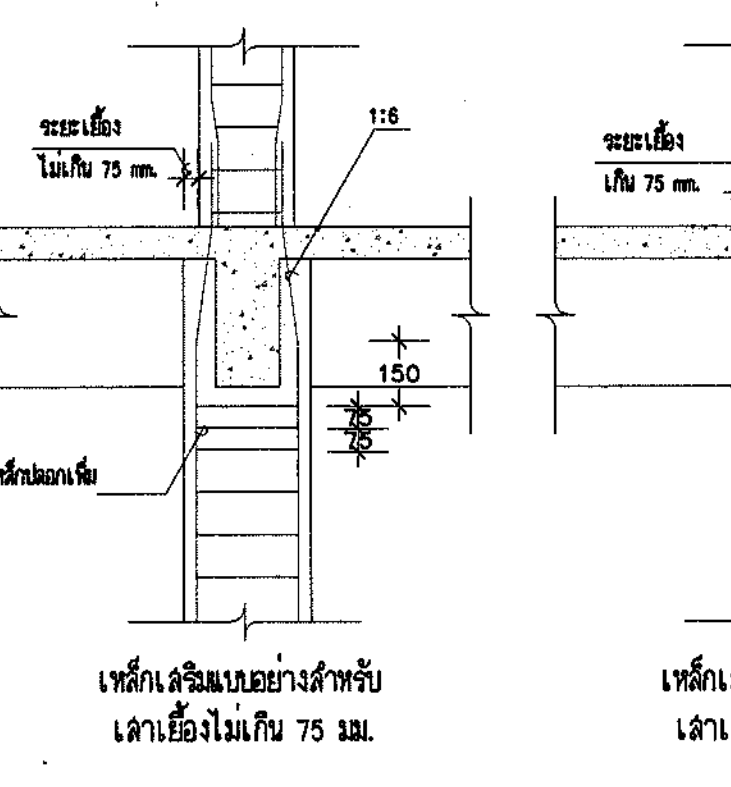 ระยะเยื้อง
ไม่เกิน 75 mm.
1:6
ระยะเยื้อง
เกิน 75 mm.
150
75
75
เหล็กเสริมแบบอย่างสำหรับ
เสาเยื้องไม่เกิน 75 มม.